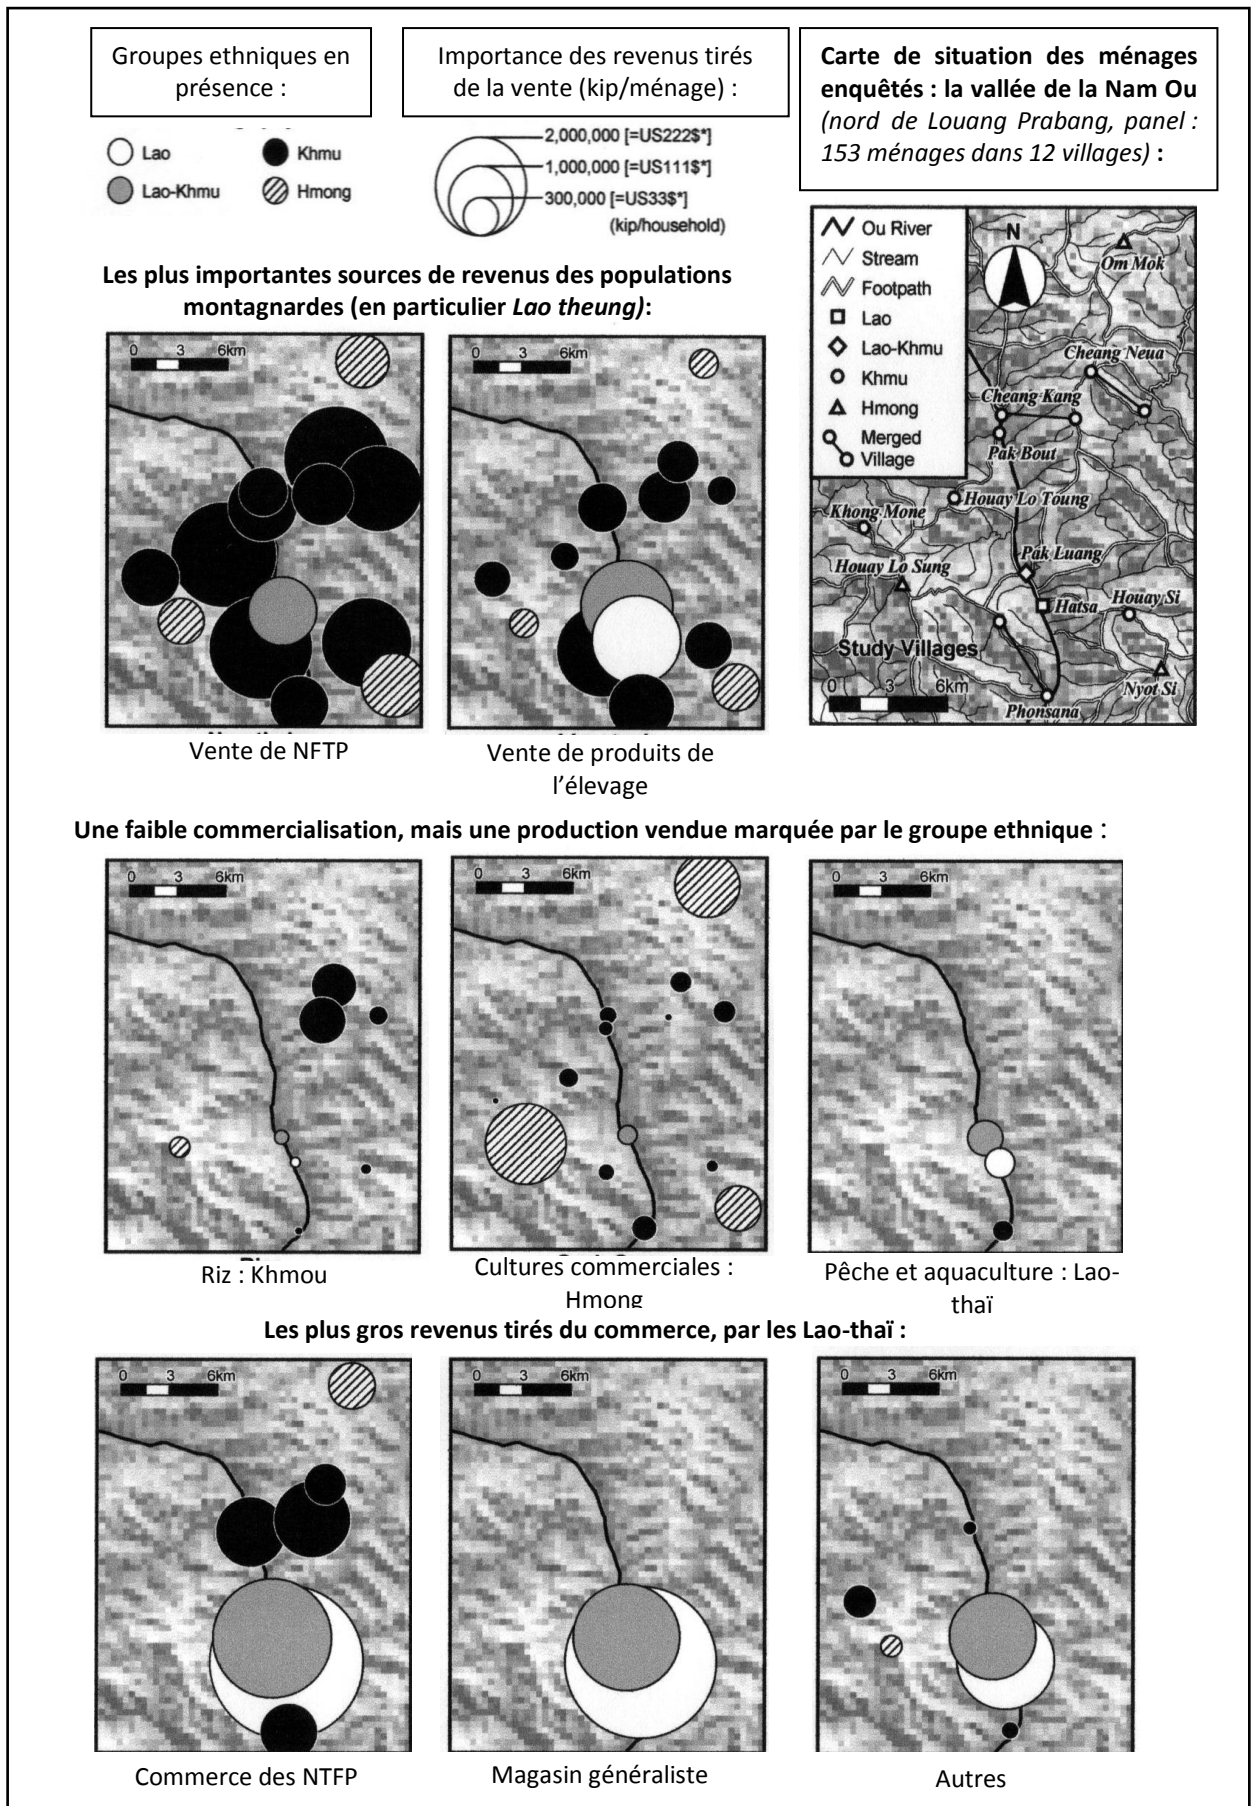 Groupes ethniques en
présence :
Importance des revenus tirés
de la vente (kip/ménage) :
Carte de situation des ménages
enquêtés : la vallée de la Nam Ou
(nord de Louang Prabang, panel :
153 ménages dans 12 villages) :
Lao
Khmu
Lao-Khmu
Hmong
2,000,000 [=US222$*]
1,000,000 [=US111$*]
300,000 [=US33$*]
(kip/household)
Ou River
Stream
Footpath
Lao
Lao-Khmu
Khmu
Hmong
Merged
Village
N
Om Mok
Cheang Neua
Cheang Kang
Pak Bout
Houay Lo Toung
Khong Mone
Pak Luang
Houay Lo Sung
Hatsa
Houay Si
Study Villages
Nyot Si
Phonsana
0 3 6km
Les plus importantes sources de revenus des populations
montagnardes (en particulier Lao theung):
0 3 6km
0 3 6km
Vente de NFTP
Vente de produits de
l'élevage
Une faible commercialisation, mais une production vendue marquée par le groupe ethnique :
0 3 6km
0 3 6km
0 3 6km
Riz : Khmou
Cultures commerciales :
Hmong
Pêche et aquaculture : Lao-
thaï
Les plus gros revenus tirés du commerce, par les Lao-thaï :
0 3 6km
0 3 6km
0 3 6km
Commerce des NTFP
Magasin généraliste
Autres